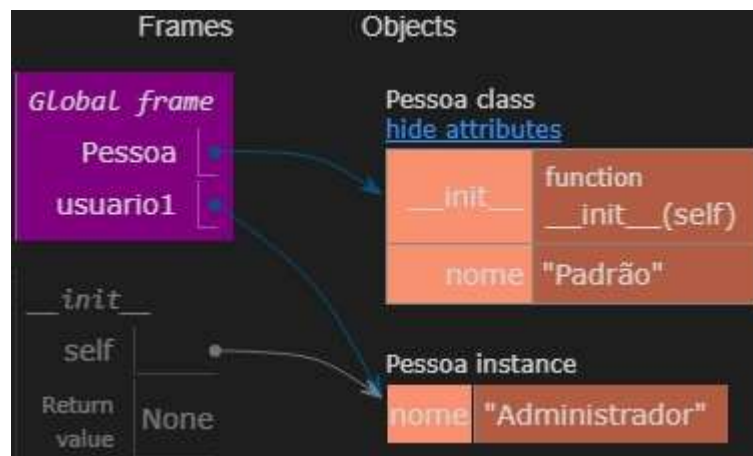 Frames
Objects
Global frame
Pessoa
usuario1
__init__
self
Return
value
None
Pessoa class
hide attributes
__init__
function
__init__(self)
nome "Padrão"
Pessoa instance
nome "Administrador"